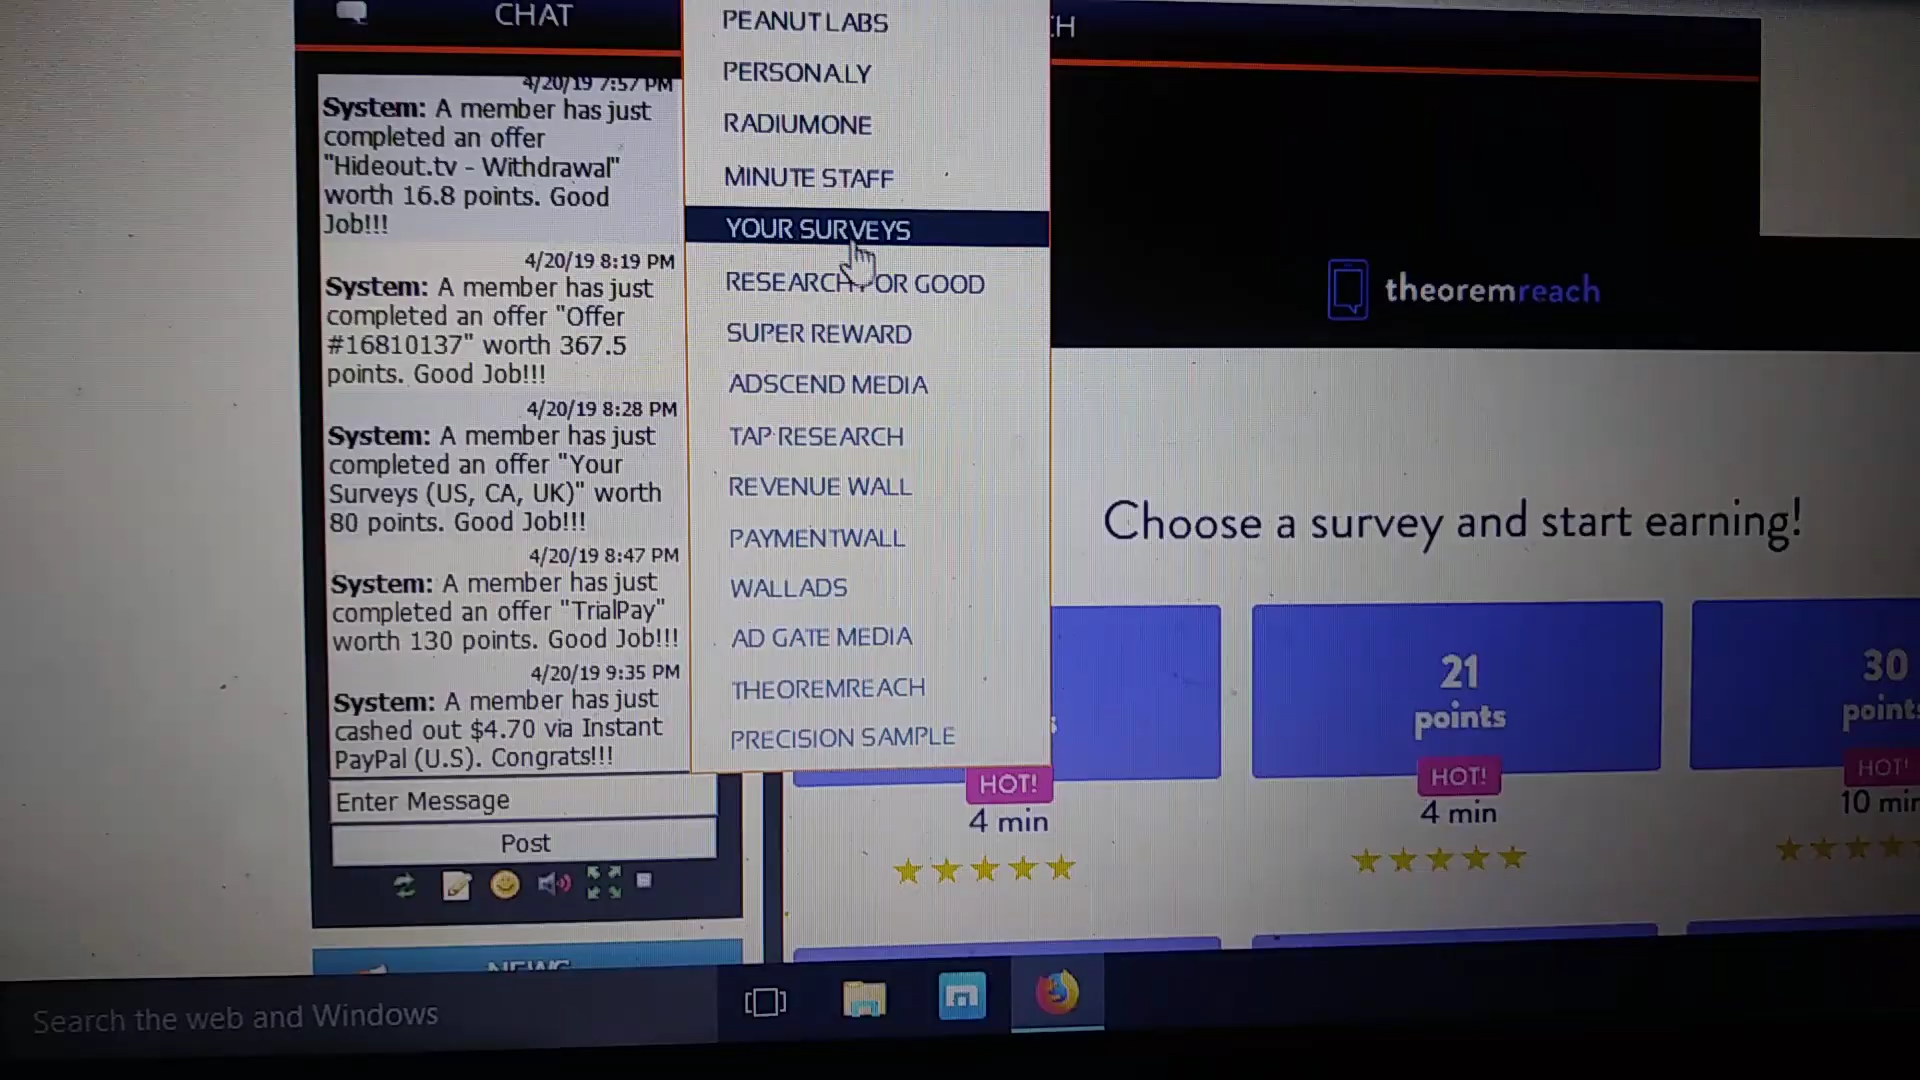 CHAT
4/20/19 7:57 PM
System: A member has just
completed an offer
"Hideout.tv - Withdrawal"
worth 16.8 points. Good
Job!!!
4/20/19 8:19 PM
System: A member has just
completed an offer "Offer
#16810137" worth 367.5
points. Good Job!!!
4/20/19 8:28 PM
System: A member has just
completed an offer "Your
Surveys (US, CA, UK)" worth
80 points. Good Job!!!
4/20/19 8:47 PM
System: A member has just
completed an offer "TrialPay"
worth 130 points. Good Job!!!
4/20/19 9:35 PM
System: A member has just
cashed out $4.70 via Instant
PayPal (U.S). Congrats!!!
Enter Message
Post
NEWS
PEANUT LABS
PERSONALY
RADIUMONE
MINUTE STAFF
YOUR SURVEYS
RESEARCH FOR GOOD
SUPER REWARD
ADSCEND MEDIA
TAP RESEARCH
REVENUE WALL
PAYMENTWALL
WALLADS
AD GATE MEDIA
THEOREMREACH
PRECISION SAMPLE
theoremreach
Choose a survey and start earning!
HOT!
4 min
21
points
HOT!
4 min
30
points
HOT!
10 min
Search the web and Windows